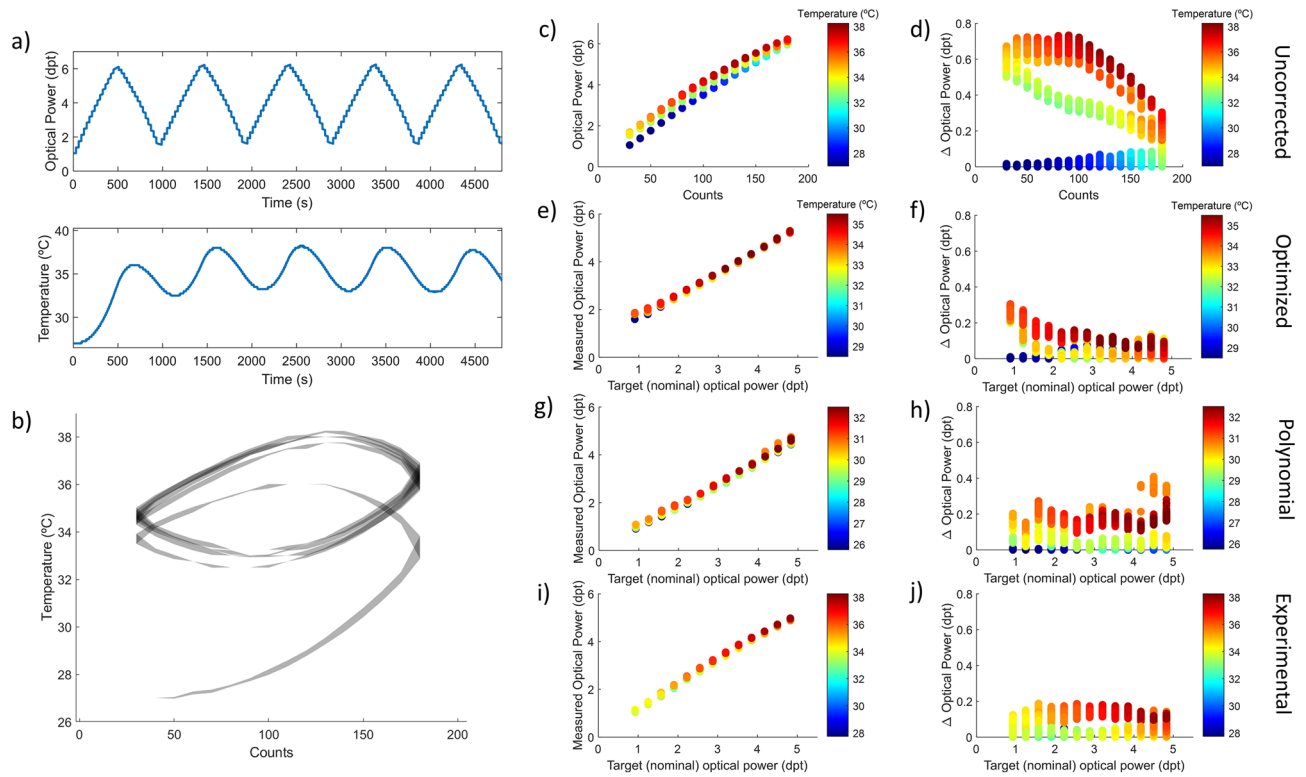 a)
Optical Power (dpt)
6
4
2
0
0 500 1000 1500 2000 2500 3000 3500 4000 4500
Time (s)
Temperature (ºC)
40
35
30
0 500 1000 1500 2000 2500 3000 3500 4000 4500
Time (s)
b)
Temperature (ºC)
38
36
34
32
30
28
26
0 50 100 150 200
Counts
c)
Optical Power (dpt)
6
4
2
0
0 50 100 150 200
Counts
Temperature (ºC)
38
36
34
32
30
28
d)
Δ Optical Power (dpt)
0.8
0.6
0.4
0.2
0
0 50 100 150 200
Counts
Temperature (ºC)
38
36
34
32
30
28
Uncorrected
e)
Measured Optical Power (dpt)
6
4
2
0
0 1 2 3 4 5
Target (nominal) optical power (dpt)
Temperature (ºC)
35
34
33
32
31
30
29
f)
Δ Optical Power (dpt)
0.8
0.6
0.4
0.2
0
0 1 2 3 4 5
Target (nominal) optical power (dpt)
Temperature (ºC)
35
34
33
32
31
30
29
Optimized
g)
Measured Optical Power (dpt)
6
4
2
0
0 1 2 3 4 5
Target (nominal) optical power (dpt)
32
31
30
29
28
27
26
h)
Δ Optical Power (dpt)
0.8
0.6
0.4
0.2
0
0 1 2 3 4 5
Target (nominal) optical power (dpt)
32
31
30
29
28
27
26
Polynomial
i)
Measured Optical Power (dpt)
6
4
2
0
0 1 2 3 4 5
Target (nominal) optical power (dpt)
38
36
34
32
30
28
j)
Δ Optical Power (dpt)
0.8
0.6
0.4
0.2
0
0 1 2 3 4 5
Target (nominal) optical power (dpt)
38
36
34
32
30
28
Experimental